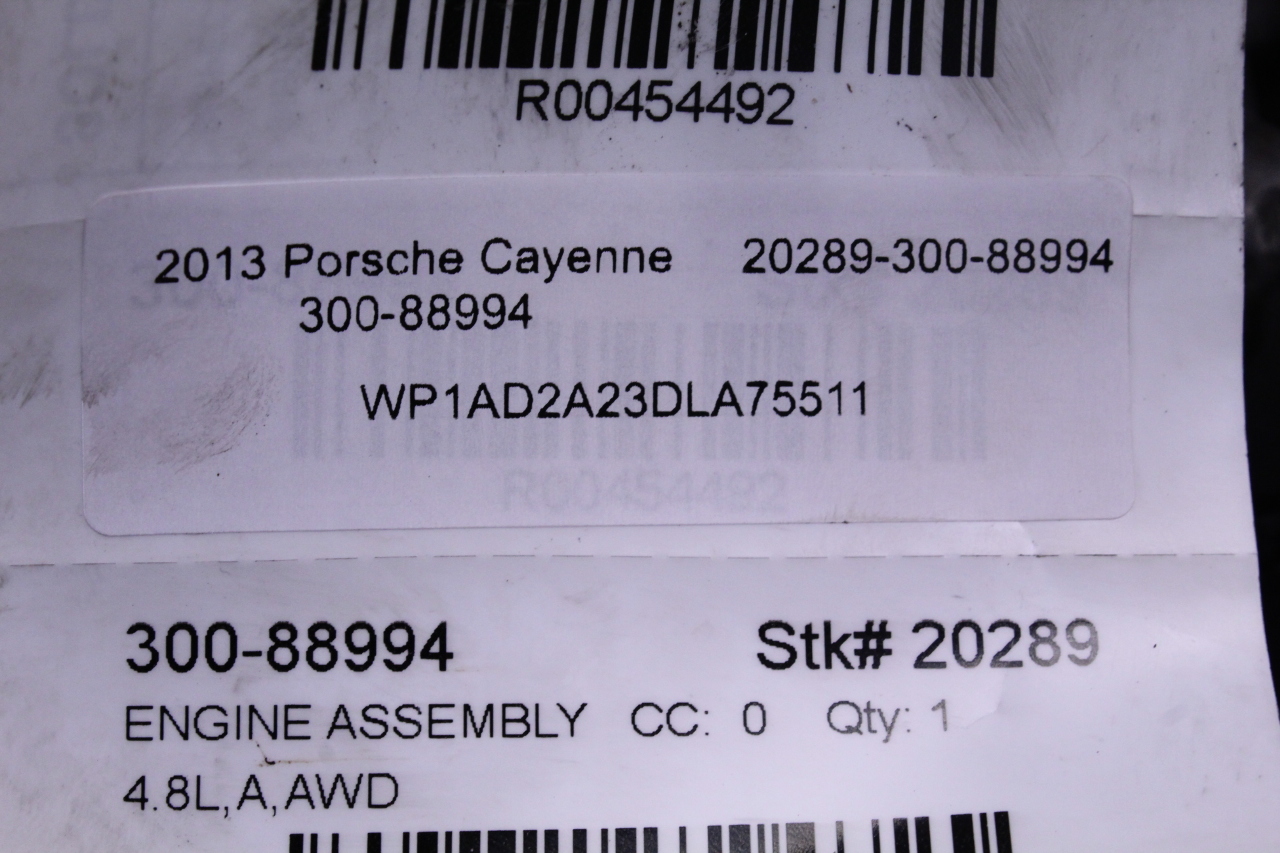 R00454492
2013 Porsche Cayenne 20289-300-88994
300-88994
WP1AD2A23DLA75511
R00454492
300-88994 Stk# 20289
ENGINE ASSEMBLY CC: 0 Qty: 1
4.8L,A,AWD